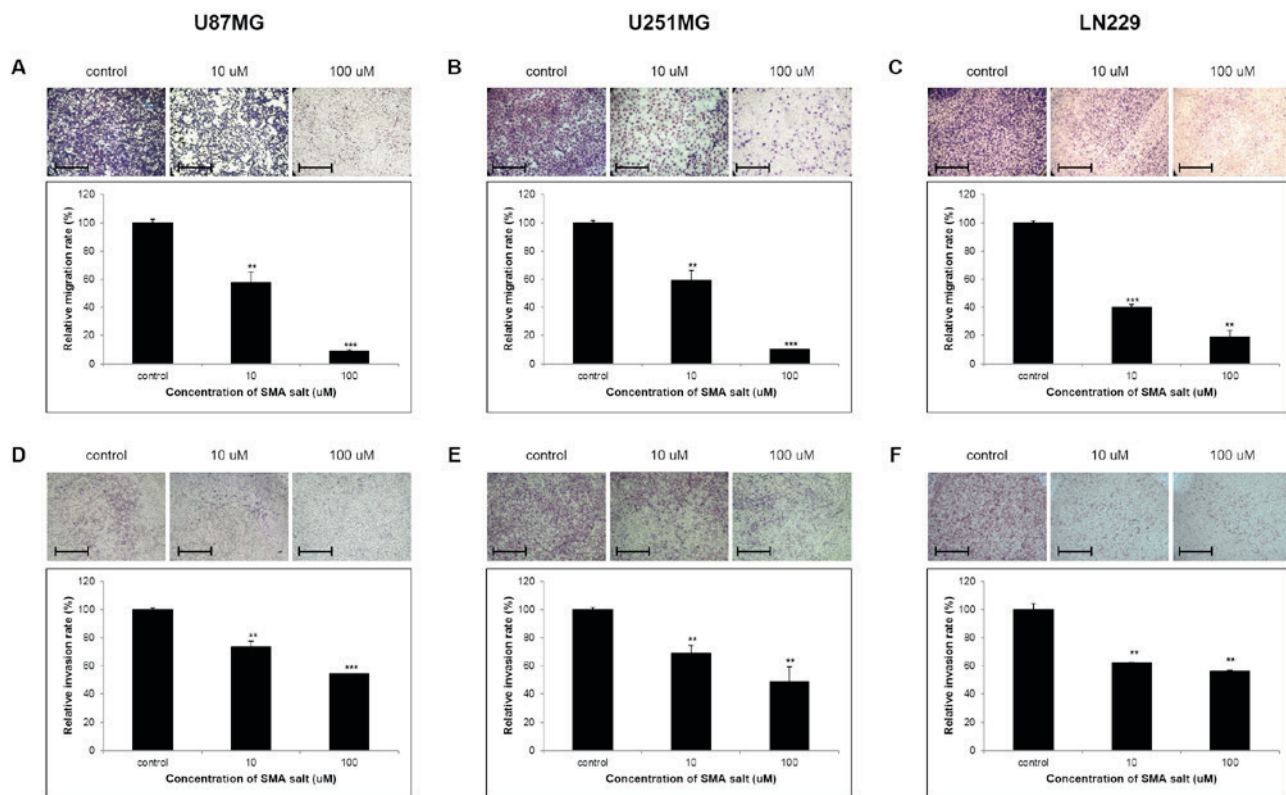 U87MG
U251MG
LN229
A
control 10 uM 100 uM
Relative migration rate (%)
120
100
80
60
40
20
0
**
***
control 10 100
Concentration of SMA salt (uM)
B
control 10 uM 100 uM
Relative migration rate (%)
120
100
80
60
40
20
0
**
***
control 10 100
Concentration of SMA salt (uM)
C
control 10 uM 100 uM
Relative migration rate (%)
120
100
80
60
40
20
0
***
**
control 10 100
Concentration of SMA salt (uM)
D
control 10 uM 100 uM
Relative invasion rate (%)
120
100
80
60
40
20
0
**
***
control 10 100
Concentration of SMA salt (uM)
E
control 10 uM 100 uM
Relative invasion rate (%)
120
100
80
60
40
20
0
**
**
control 10 100
Concentration of SMA salt (uM)
F
control 10 uM 100 uM
Relative invasion rate (%)
120
100
80
60
40
20
0
**
**
control 10 100
Concentration of SMA salt (uM)